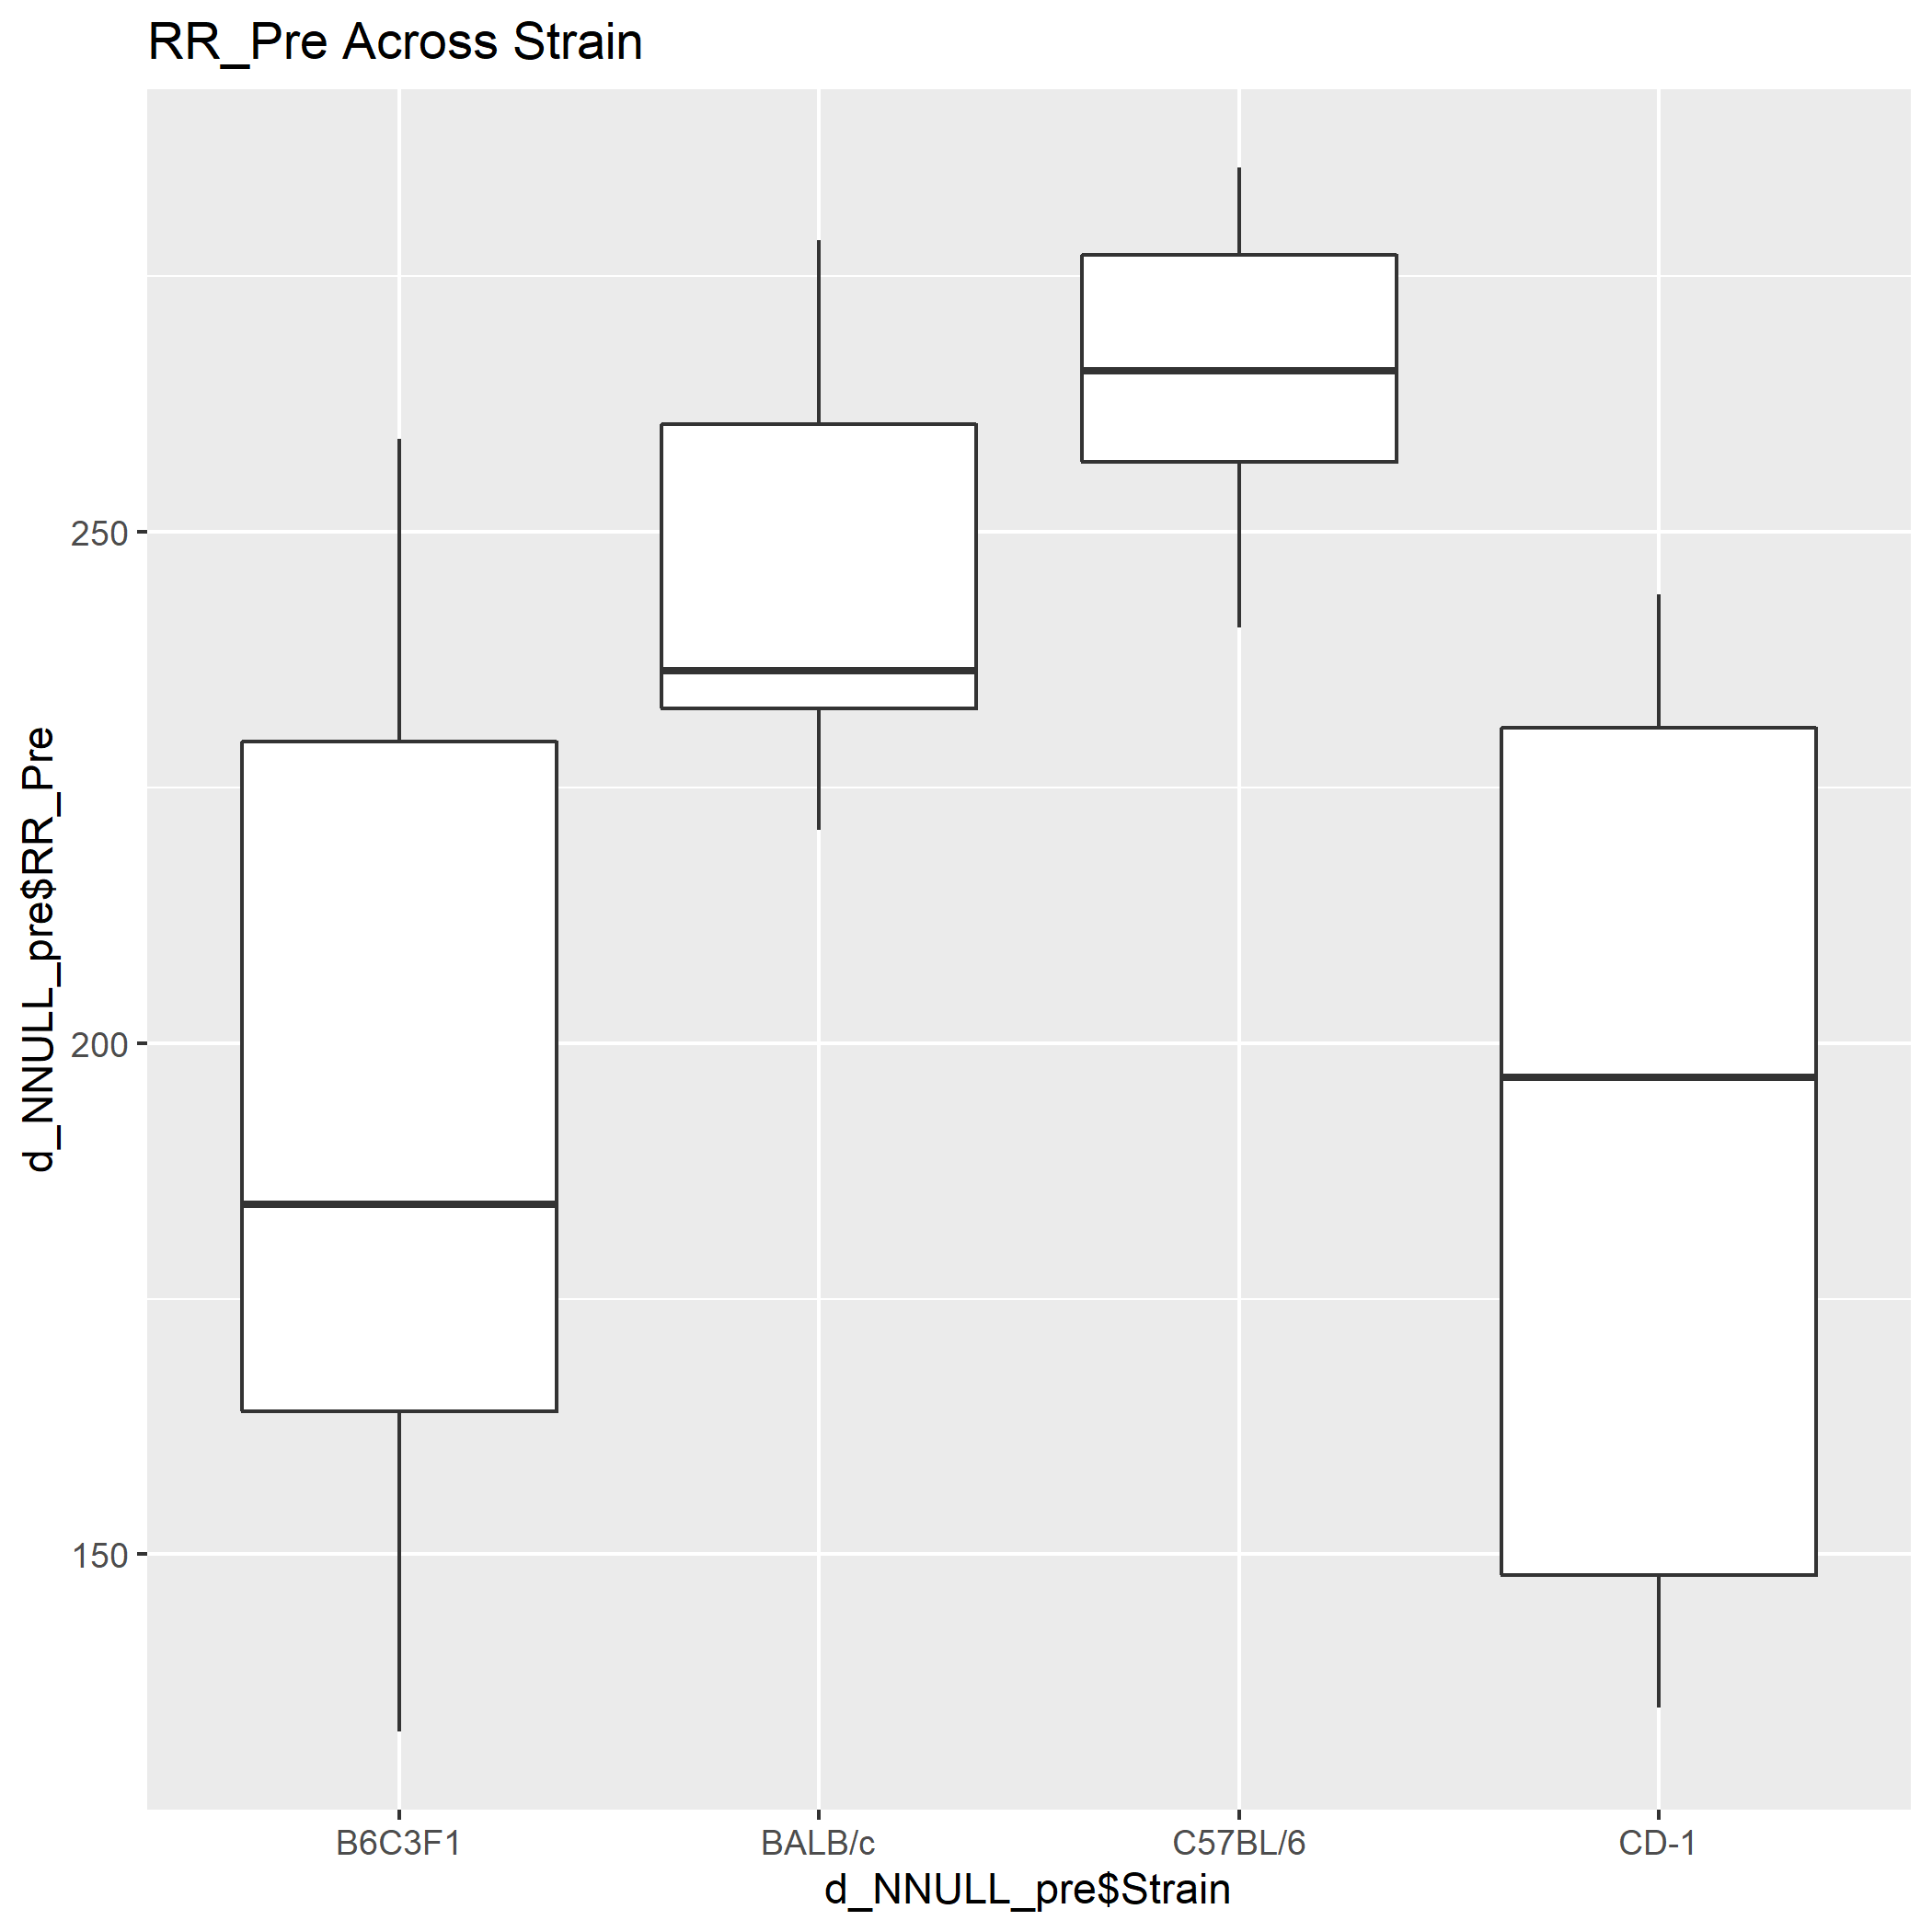 RR_Pre Across Strain
d_NNULL_pre$RR_Pre
250
200
150
B6C3F1
BALB/c
C57BL/6
CD-1
d_NNULL_pre$Strain